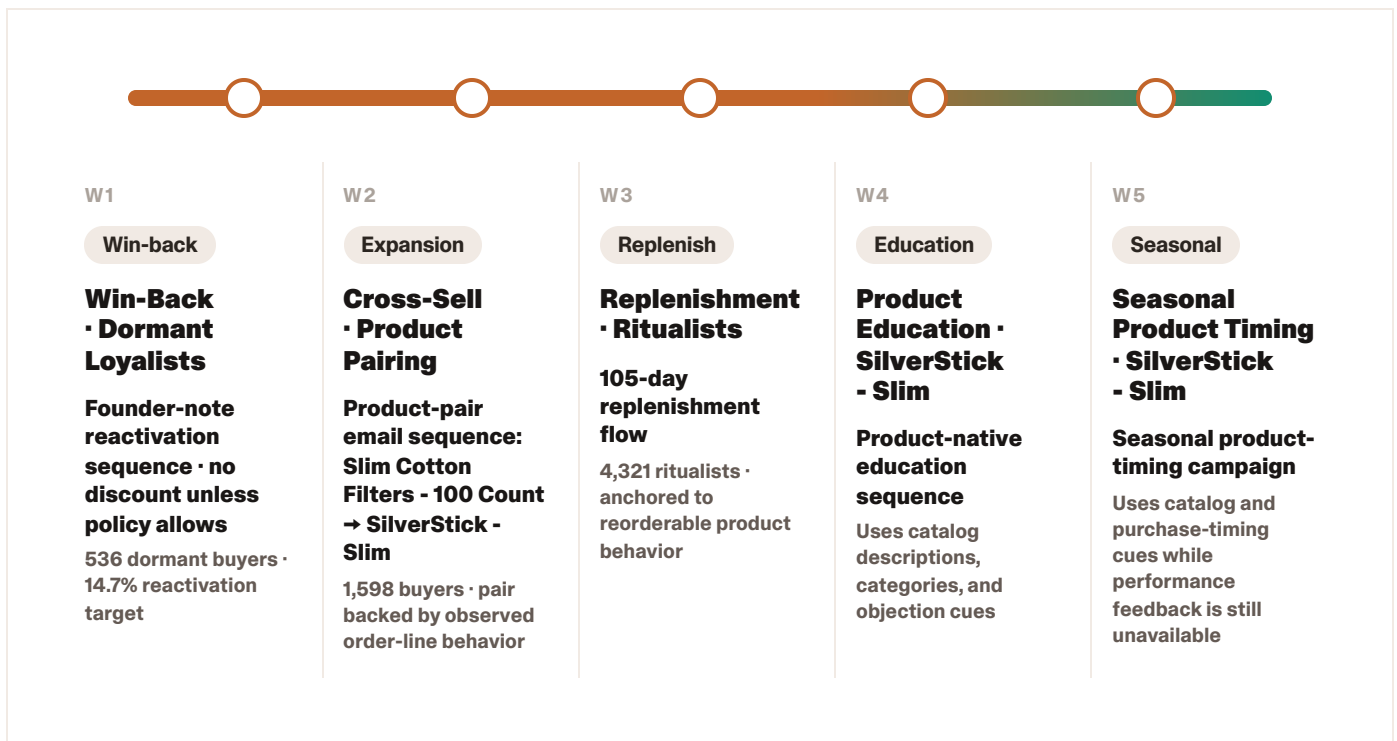 W1
Win-back
Win-Back
· Dormant
Loyalists
Founder-note
reactivation
sequence · no
discount unless
policy allows
536 dormant buyers ·
14.7% reactivation
target
W2
Expansion
Cross-Sell
· Product
Pairing
Product-pair
email sequence:
Slim Cotton
Filters - 100 Count
→ SilverStick -
Slim
1,598 buyers · pair
backed by observed
order-line behavior
W3
Replenish
Replenishment
· Ritualists
105-day
replenishment
flow
4,321 ritualists ·
anchored to
reorderable product
behavior
W4
Education
Product
Education ·
SilverStick
- Slim
Product-native
education
sequence
Uses catalog
descriptions,
categories, and
objection cues
W5
Seasonal
Seasonal
Product Timing
· SilverStick
- Slim
Seasonal product-
timing campaign
Uses catalog and
purchase-timing
cues while
performance
feedback is still
unavailable